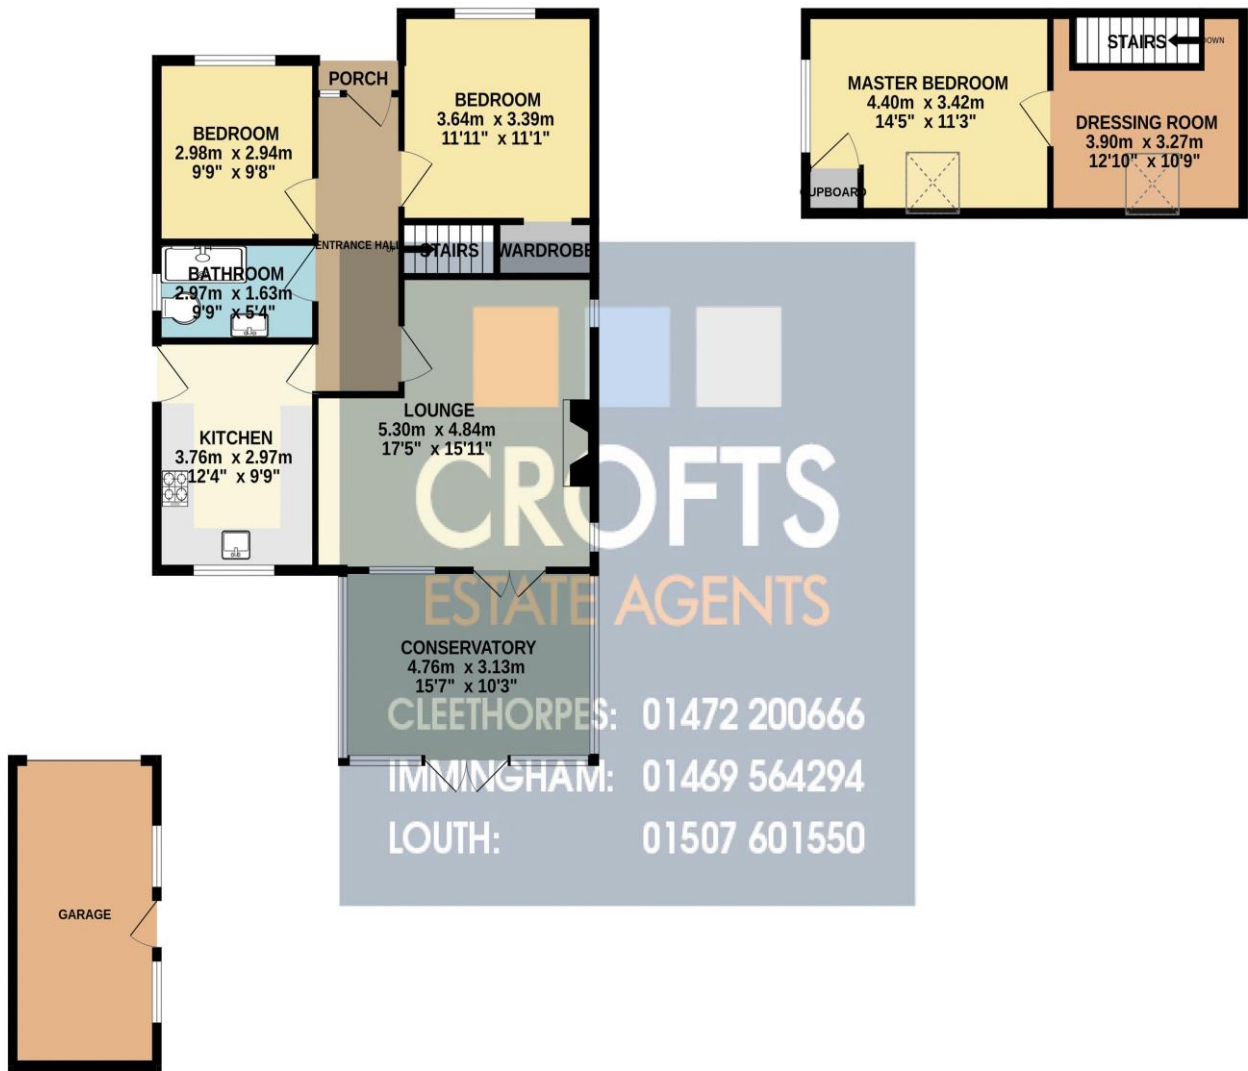 PORCH
BEDROOM
3.64m x 3.39m
11'11" x 11'1"
BEDROOM
2.98m x 2.94m
9'9" x 9'8"
ENTRANCE HALL
UP
STAIRS
WARDROBE
BATHROOM
2.97m x 1.63m
9'9" x 5'4"
LOUNGE
5.30m x 4.84m
17'5" x 15'11"
KITCHEN
3.76m x 2.97m
12'4" x 9'9"
CONSERVATORY
4.76m x 3.13m
15'7" x 10'3"
GARAGE
STAIRS
DOWN
MASTER BEDROOM
4.40m x 3.42m
14'5" x 11'3"
DRESSING ROOM
3.90m x 3.27m
12'10" x 10'9"
CUPBOARD
CROFTS
ESTATE AGENTS
CLEETHORPES: 01472 200666
IMMINGHAM: 01469 564294
LOUTH: 01507 601550